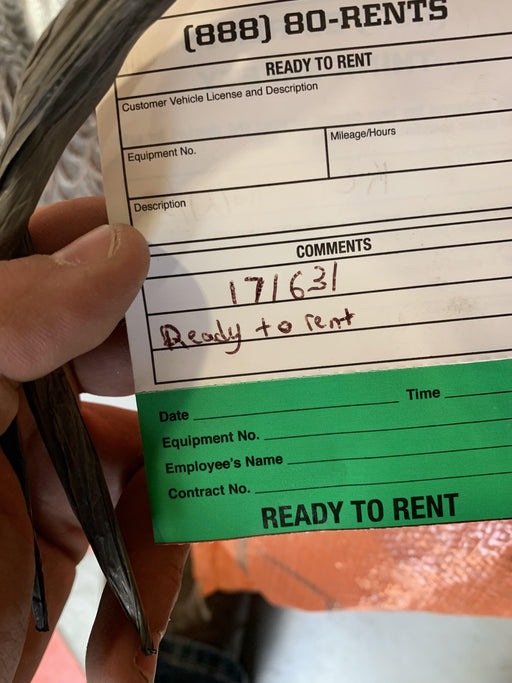 (888) 80-RENTS
READY TO RENT
Customer Vehicle License and Description
Equipment No.
Mileage/Hours
Description
COMMENTS
171631
Ready to rent
Date
Time
Equipment No.
Employee's Name
Contract No.
READY TO RENT